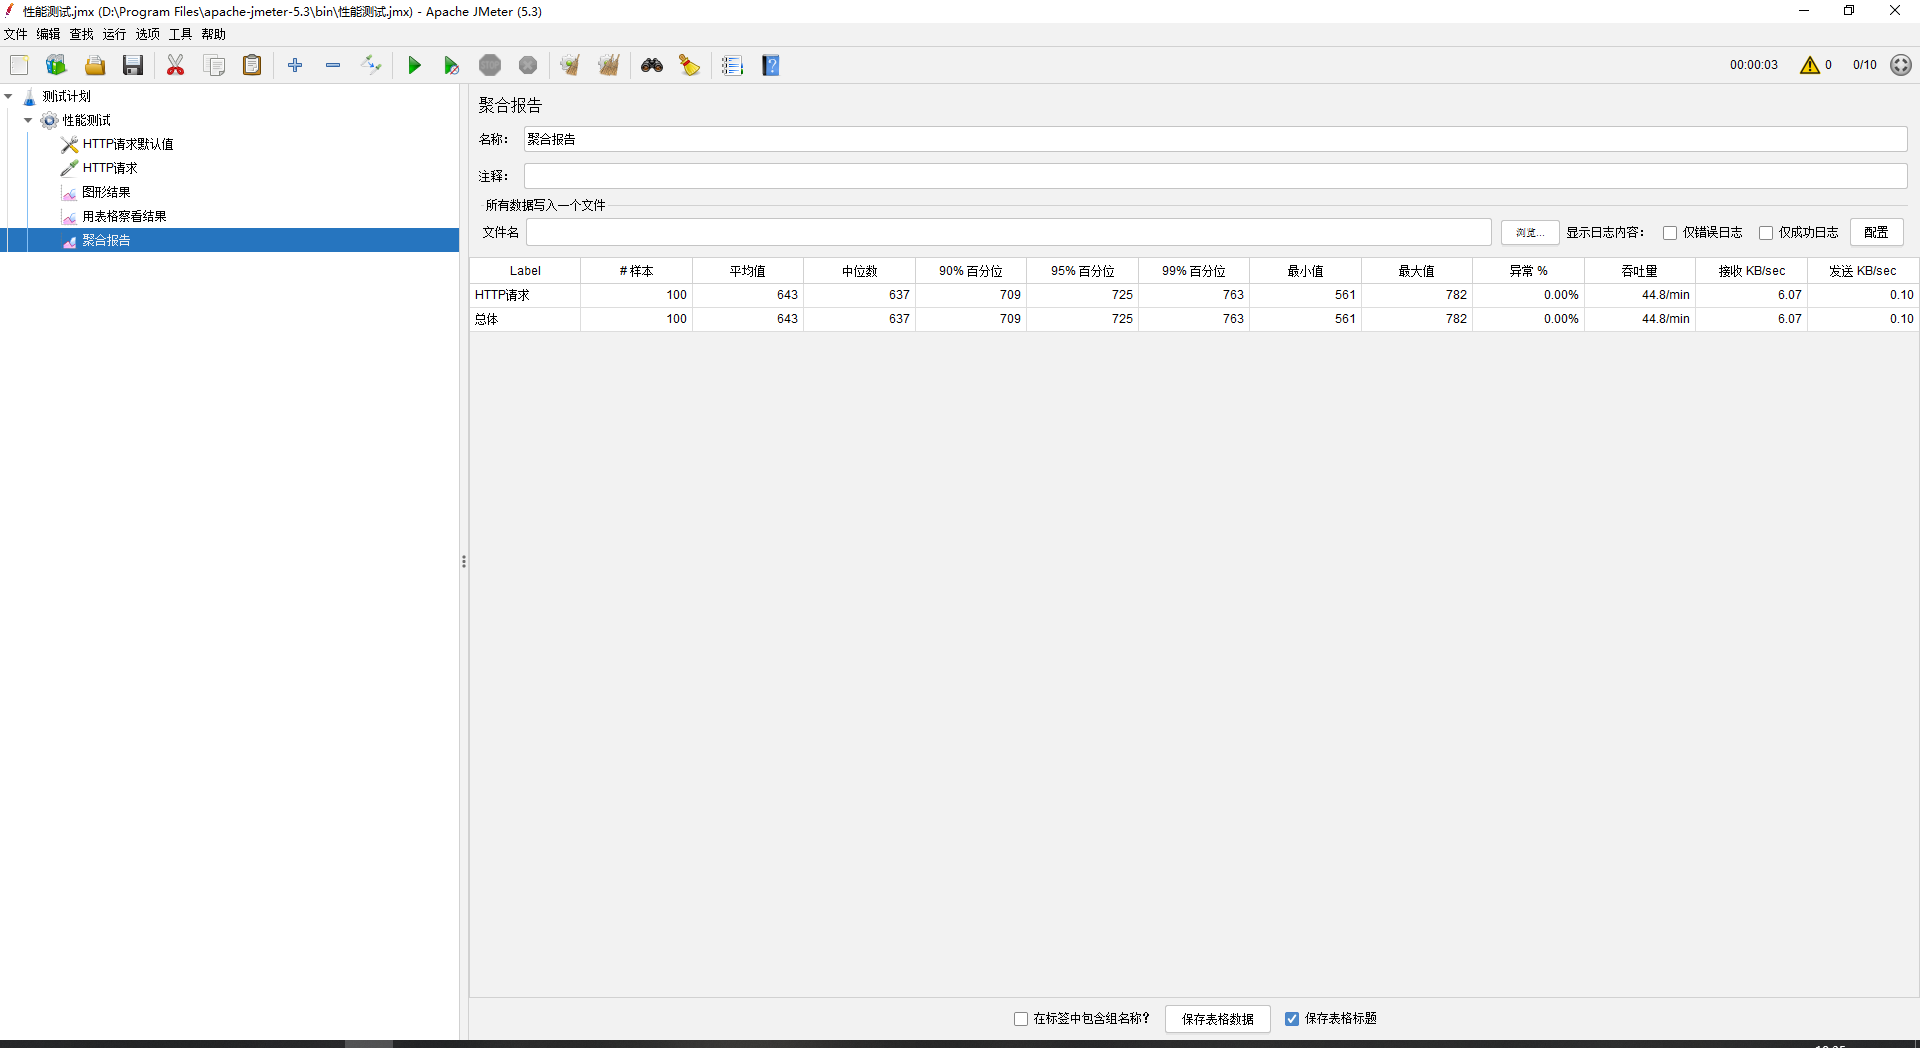 性能测试.jmx (D:\Program Files\apache-jmeter-5.3\bin\性能测试.jmx) - Apache JMeter (5.3)
文件 编辑 查找 运行 选项 工具 帮助
00:00:03 0 0/10
测试计划
性能测试
HTTP请求默认值
HTTP请求
图形结果
用表格察看结果
聚合报告
聚合报告
名称： 聚合报告
注释：
所有数据写入一个文件
文件名 浏览... 显示日志内容： 仅错误日志 仅成功日志 配置
Label # 样本 平均值 中位数 90% 百分位 95% 百分位 99% 百分位 最小值 最大值 异常 % 吞吐量 接收 KB/sec 发送 KB/sec
HTTP请求 100 643 637 709 725 763 561 782 0.00% 44.8/min 6.07 0.10
总体 100 643 637 709 725 763 561 782 0.00% 44.8/min 6.07 0.10
在标签中包含组名称？ 保存表格数据 保存表格标题